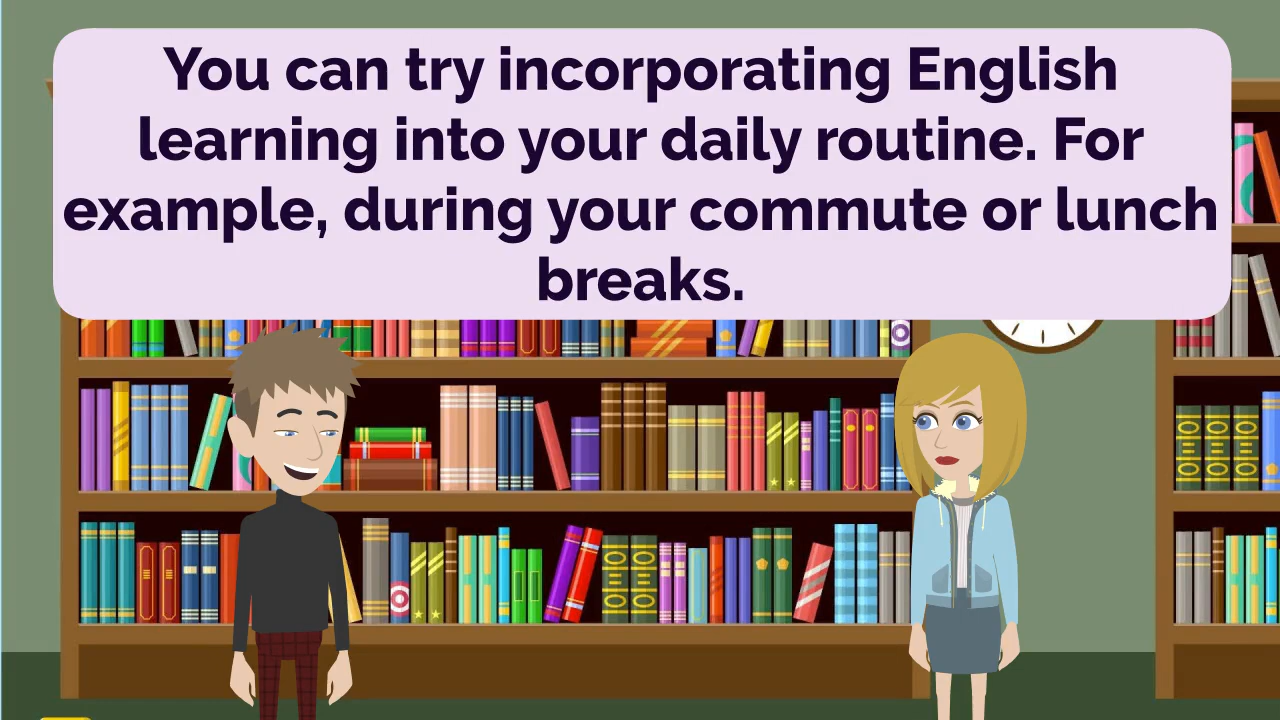 You can try incorporating English
learning into your daily routine. For
example, during your commute or lunch
breaks.